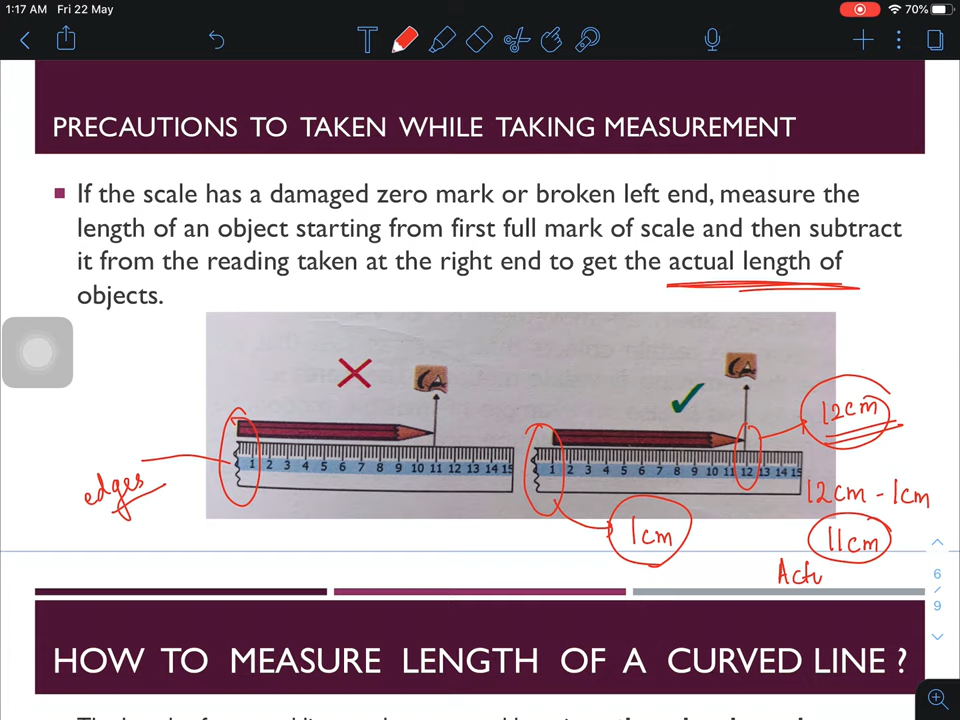 1:17 AM Fri 22 May
70%
PRECAUTIONS TO TAKEN WHILE TAKING MEASUREMENT
If the scale has a damaged zero mark or broken left end, measure the
length of an object starting from first full mark of scale and then subtract
it from the reading taken at the right end to get the actual length of
objects.
12cm
edges
1 2 3 4 5 6 7 8 9 10 11 12 13 14 15
1 2 3 4 5 6 7 8 9 10 11 12 13 14 15
12cm - 1cm
1cm
11cm
Actu
6
/
9
HOW TO MEASURE LENGTH OF A CURVED LINE ?